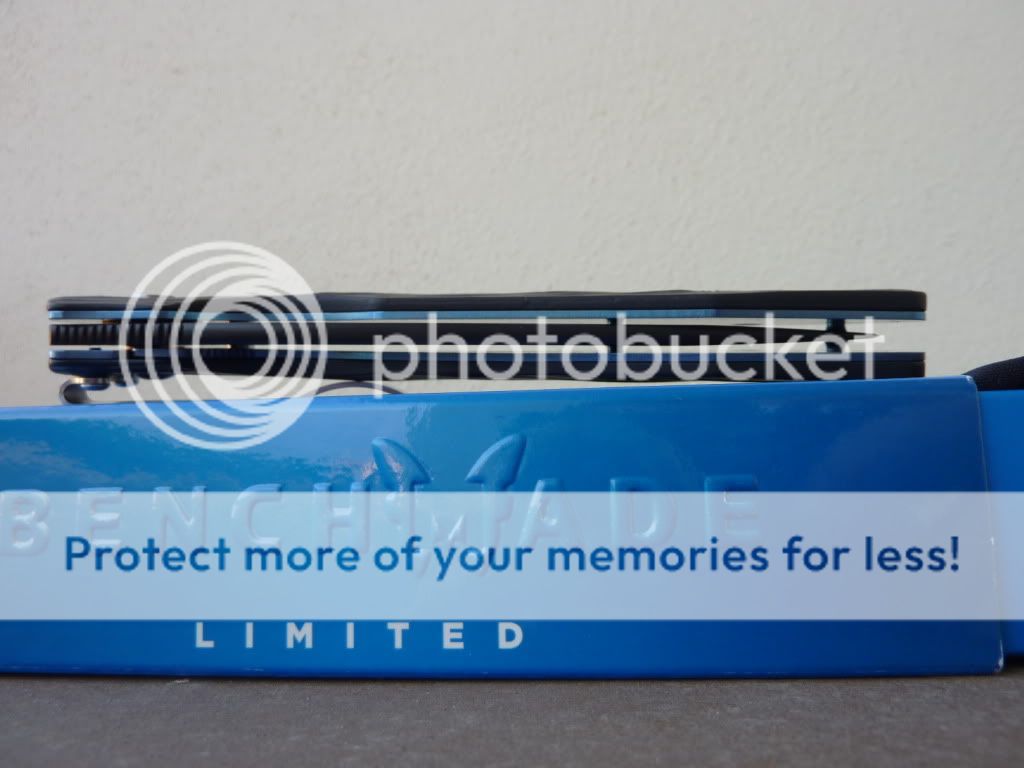 photobucket
BENCHMADE
Protect more of your memories for less!
LIMITED